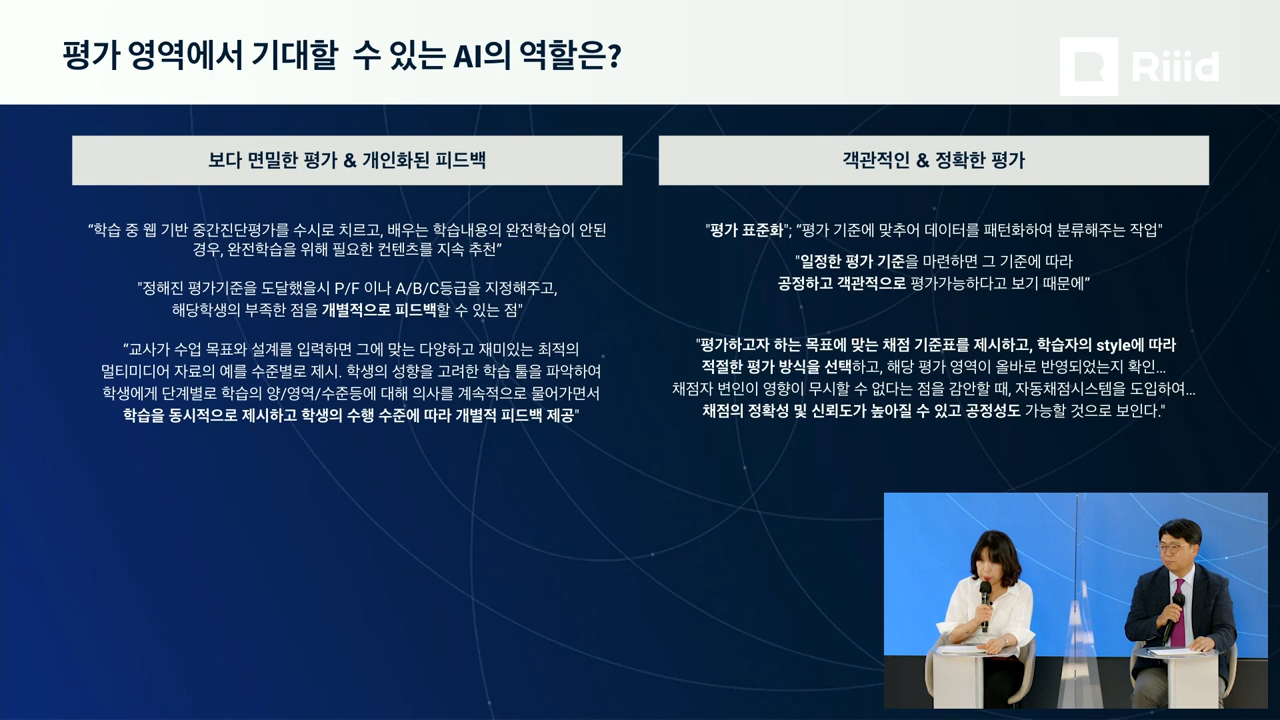 평가 영역에서 기대할 수 있는 AI의 역할은?
Riiid
보다 면밀한 평가 & 개인화된 피드백
“학습 중 웹 기반 중간진단평가를 수시로 치르고, 배우는 학습내용의 완전학습이 안된
경우, 완전학습을 위해 필요한 컨텐츠를 지속 추천”
"정해진 평가기준을 도달했을시 P/F 이나 A/B/C등급을 지정해주고,
해당학생의 부족한 점을 개별적으로 피드백할 수 있는 점"
“교사가 수업 목표와 설계를 입력하면 그에 맞는 다양하고 재미있는 최적의
멀티미디어 자료의 예를 수준별로 제시. 학생의 성향을 고려한 학습 툴을 파악하여
학생에게 단계별로 학습의 양/영역/수준등에 대해 의사를 계속적으로 물어가면서
학습을 동시적으로 제시하고 학생의 수행 수준에 따라 개별적 피드백 제공"
객관적인 & 정확한 평가
"평가 표준화"; “평가 기준에 맞추어 데이터를 패턴화하여 분류해주는 작업"
"일정한 평가 기준을 마련하면 그 기준에 따라
공정하고 객관적으로 평가가능하다고 보기 때문에”
"평가하고자 하는 목표에 맞는 채점 기준표를 제시하고, 학습자의 style에 따라
적절한 평가 방식을 선택하고, 해당 평가 영역이 올바로 반영되었는지 확인...
채점자 변인이 영향이 무시할 수 없다는 점을 감안할 때, 자동채점시스템을 도입하여...
채점의 정확성 및 신뢰도가 높아질 수 있고 공정성도 가능할 것으로 보인다."